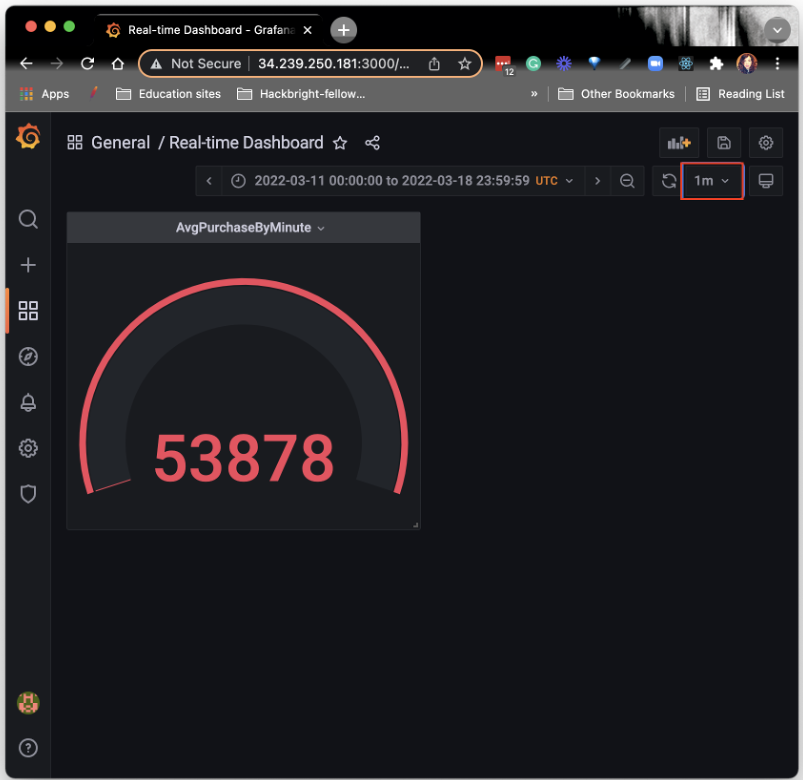 Real-time Dashboard - Grafana
Not Secure 34.239.250.181:3000/...
12
Apps
Education sites
Hackbright-fellow...
»
Other Bookmarks
Reading List
General / Real-time Dashboard
2022-03-11 00:00:00 to 2022-03-18 23:59:59 UTC
1m
AvgPurchaseByMinute
53878